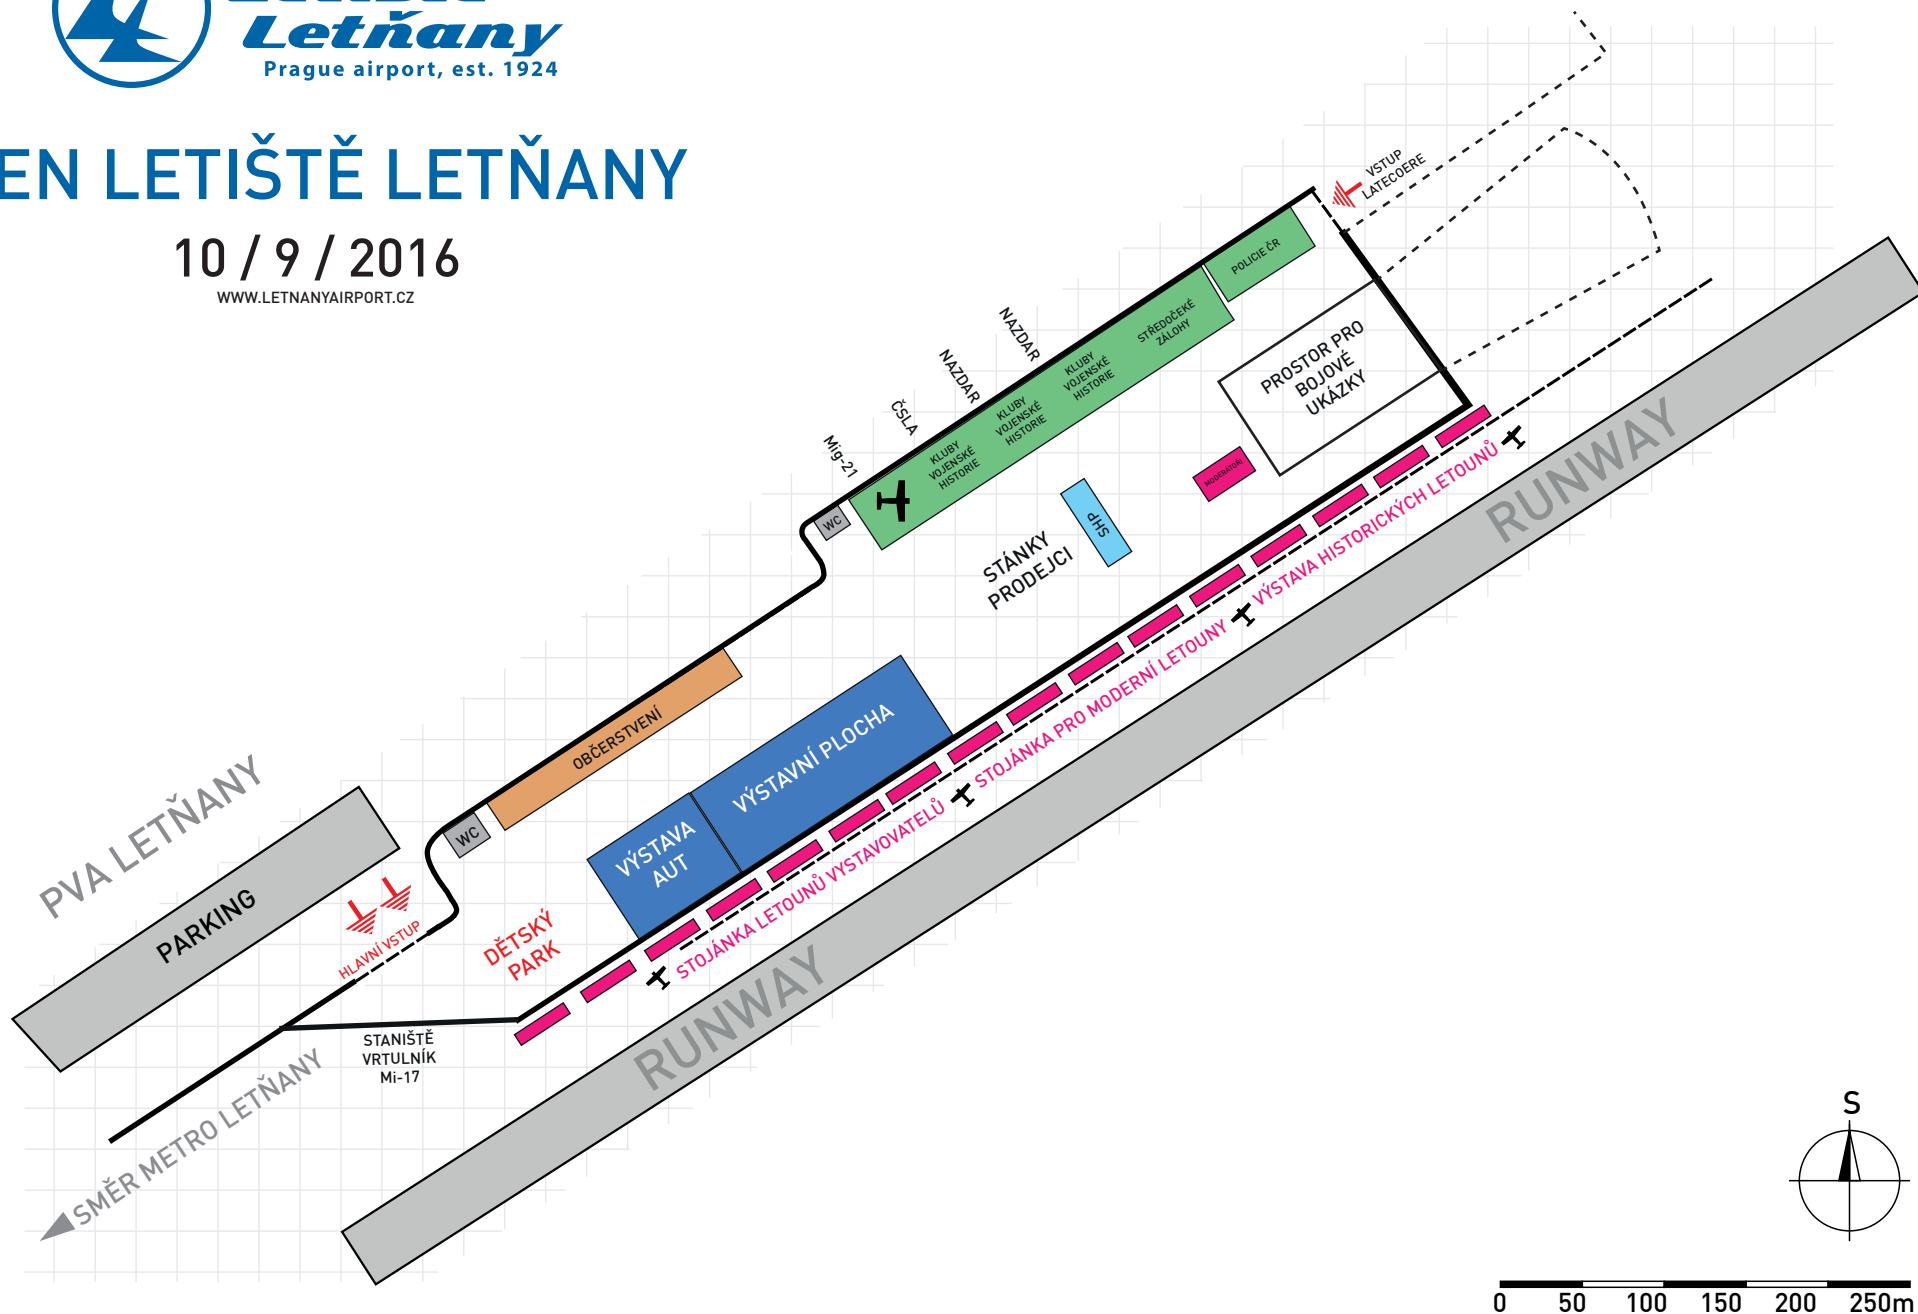 Letňany
Prague airport, est. 1924
EN LETIŠTĚ LETŇANY
10 / 9 / 2016
WWW.LETNANYAIRPORT.CZ
VSTUP
LATECOERE
POLICIE ČR
STŘEDOČEKÉ
ZÁLOHY
NAZDAR
KLUBY
VOJENSKÉ
HISTORIE
NAZDAR
KLUBY
VOJENSKÉ
HISTORIE
ČSLA
KLUBY
VOJENSKÉ
HISTORIE
Mig-21
WC
PROSTOR PRO
BOJOVÉ
UKÁZKY
MODERÁTOŘI
SHP
STÁNKY
PRODEJCI
OBČERSTVENÍ
VÝSTAVNÍ PLOCHA
VÝSTAVA
AUT
WC
PVA LETŇANY
PARKING
HLAVNÍ VSTUP
DĚTSKÝ
PARK
STANIŠTĚ
VRTULNÍK
Mi-17
SMĚR METRO LETŇANY
STOJÁNKA LETOUNŮ VYSTAVOVATELŮ
STOJÁNKA PRO MODERNÍ LETOUNY
VÝSTAVA HISTORICKÝCH LETOUNŮ
RUNWAY
RUNWAY
S
0 50 100 150 200 250m